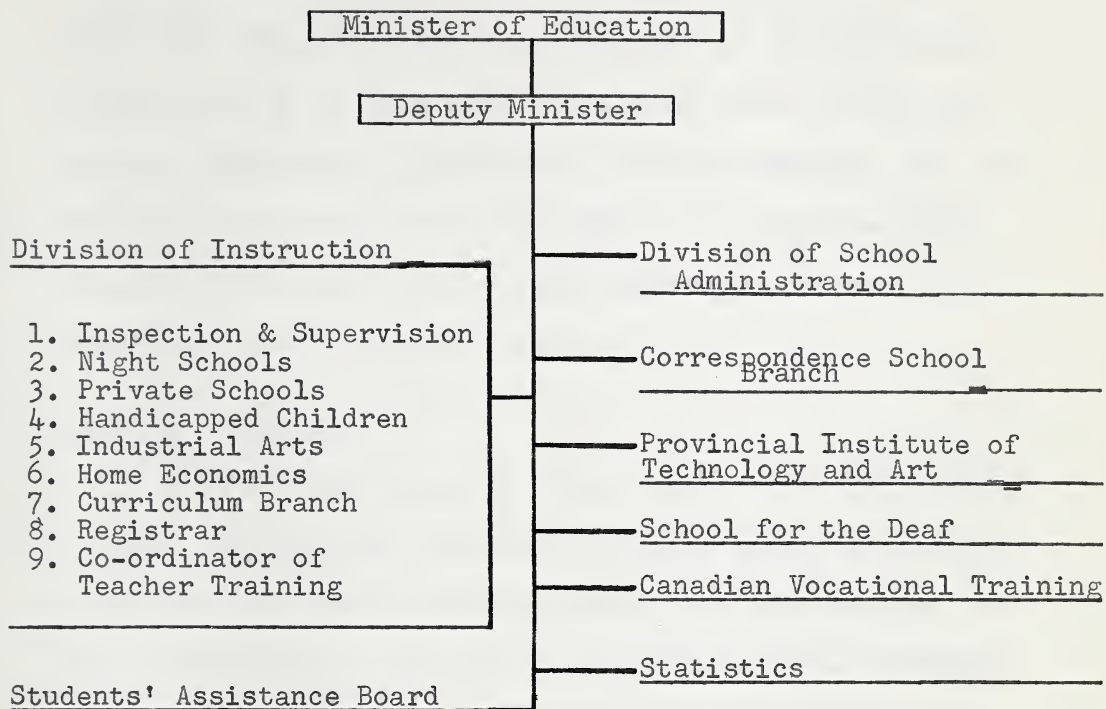 Minister of Education
Deputy Minister
Division of Instruction
1. Inspection & Supervision
2. Night Schools
3. Private Schools
4. Handicapped Children
5. Industrial Arts
6. Home Economics
7. Curriculum Branch
8. Registrar
9. Co-ordinator of
Teacher Training
Students' Assistance Board
Division of School
Administration
Correspondence School
Branch
Provincial Institute of
Technology and Art
School for the Deaf
Canadian Vocational Training
Statistics